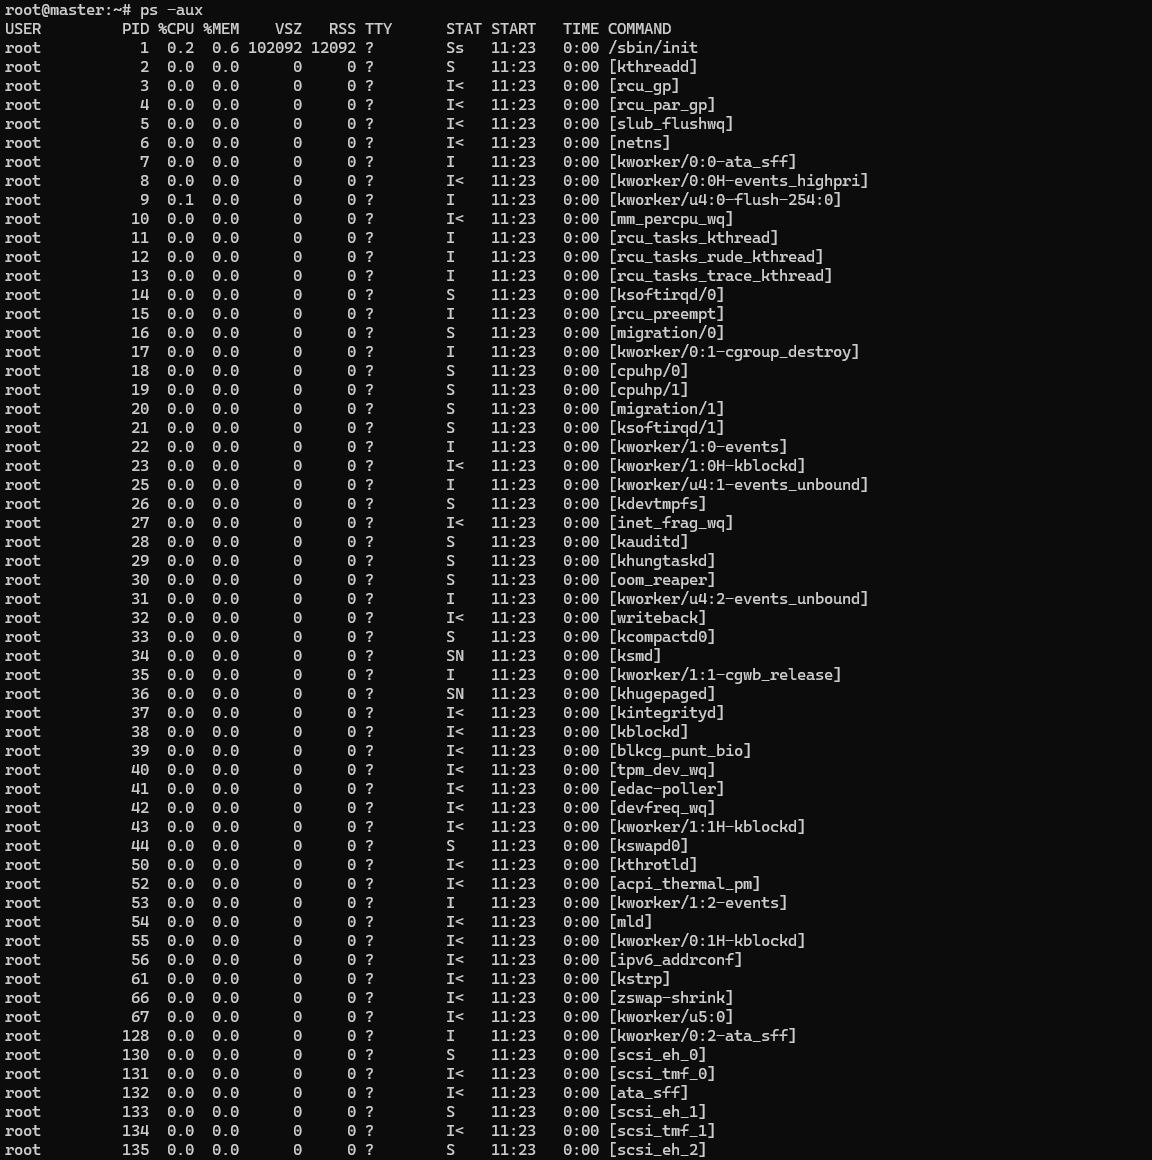 root@master:~# ps -aux
USER         PID %CPU %MEM    VSZ   RSS TTY      STAT START   TIME COMMAND
root           1  0.2  0.6 102092 12092 ?        Ss   11:23   0:00 /sbin/init
root           2  0.0  0.0      0     0 ?        S    11:23   0:00 [kthreadd]
root           3  0.0  0.0      0     0 ?        I<   11:23   0:00 [rcu_gp]
root           4  0.0  0.0      0     0 ?        I<   11:23   0:00 [rcu_par_gp]
root           5  0.0  0.0      0     0 ?        I<   11:23   0:00 [slub_flushwq]
root           6  0.0  0.0      0     0 ?        I<   11:23   0:00 [netns]
root           7  0.0  0.0      0     0 ?        I    11:23   0:00 [kworker/0:0-ata_sff]
root           8  0.0  0.0      0     0 ?        I<   11:23   0:00 [kworker/0:0H-events_highpri]
root           9  0.1  0.0      0     0 ?        I    11:23   0:00 [kworker/u4:0-flush-254:0]
root          10  0.0  0.0      0     0 ?        I<   11:23   0:00 [mm_percpu_wq]
root          11  0.0  0.0      0     0 ?        I    11:23   0:00 [rcu_tasks_kthread]
root          12  0.0  0.0      0     0 ?        I    11:23   0:00 [rcu_tasks_rude_kthread]
root          13  0.0  0.0      0     0 ?        I    11:23   0:00 [rcu_tasks_trace_kthread]
root          14  0.0  0.0      0     0 ?        S    11:23   0:00 [ksoftirqd/0]
root          15  0.0  0.0      0     0 ?        I    11:23   0:00 [rcu_preempt]
root          16  0.0  0.0      0     0 ?        S    11:23   0:00 [migration/0]
root          17  0.0  0.0      0     0 ?        I    11:23   0:00 [kworker/0:1-cgroup_destroy]
root          18  0.0  0.0      0     0 ?        S    11:23   0:00 [cpuhp/0]
root          19  0.0  0.0      0     0 ?        S    11:23   0:00 [cpuhp/1]
root          20  0.0  0.0      0     0 ?        S    11:23   0:00 [migration/1]
root          21  0.0  0.0      0     0 ?        S    11:23   0:00 [ksoftirqd/1]
root          22  0.0  0.0      0     0 ?        I    11:23   0:00 [kworker/1:0-events]
root          23  0.0  0.0      0     0 ?        I<   11:23   0:00 [kworker/1:0H-kblockd]
root          25  0.0  0.0      0     0 ?        I    11:23   0:00 [kworker/u4:1-events_unbound]
root          26  0.0  0.0      0     0 ?        S    11:23   0:00 [kdevtmpfs]
root          27  0.0  0.0      0     0 ?        I<   11:23   0:00 [inet_frag_wq]
root          28  0.0  0.0      0     0 ?        S    11:23   0:00 [kauditd]
root          29  0.0  0.0      0     0 ?        S    11:23   0:00 [khungtaskd]
root          30  0.0  0.0      0     0 ?        S    11:23   0:00 [oom_reaper]
root          31  0.0  0.0      0     0 ?        I    11:23   0:00 [kworker/u4:2-events_unbound]
root          32  0.0  0.0      0     0 ?        I<   11:23   0:00 [writeback]
root          33  0.0  0.0      0     0 ?        S    11:23   0:00 [kcompactd0]
root          34  0.0  0.0      0     0 ?        SN   11:23   0:00 [ksmd]
root          35  0.0  0.0      0     0 ?        I    11:23   0:00 [kworker/1:1-cgwb_release]
root          36  0.0  0.0      0     0 ?        SN   11:23   0:00 [khugepaged]
root          37  0.0  0.0      0     0 ?        I<   11:23   0:00 [kintegrityd]
root          38  0.0  0.0      0     0 ?        I<   11:23   0:00 [kblockd]
root          39  0.0  0.0      0     0 ?        I<   11:23   0:00 [blkcg_punt_bio]
root          40  0.0  0.0      0     0 ?        I<   11:23   0:00 [tpm_dev_wq]
root          41  0.0  0.0      0     0 ?        I<   11:23   0:00 [edac-poller]
root          42  0.0  0.0      0     0 ?        I<   11:23   0:00 [devfreq_wq]
root          43  0.0  0.0      0     0 ?        I<   11:23   0:00 [kworker/1:1H-kblockd]
root          44  0.0  0.0      0     0 ?        S    11:23   0:00 [kswapd0]
root          50  0.0  0.0      0     0 ?        I<   11:23   0:00 [kthrotld]
root          52  0.0  0.0      0     0 ?        I<   11:23   0:00 [acpi_thermal_pm]
root          53  0.0  0.0      0     0 ?        I    11:23   0:00 [kworker/1:2-events]
root          54  0.0  0.0      0     0 ?        I<   11:23   0:00 [mld]
root          55  0.0  0.0      0     0 ?        I<   11:23   0:00 [kworker/0:1H-kblockd]
root          56  0.0  0.0      0     0 ?        I<   11:23   0:00 [ipv6_addrconf]
root          61  0.0  0.0      0     0 ?        I<   11:23   0:00 [kstrp]
root          66  0.0  0.0      0     0 ?        I<   11:23   0:00 [zswap-shrink]
root          67  0.0  0.0      0     0 ?        I<   11:23   0:00 [kworker/u5:0]
root         128  0.0  0.0      0     0 ?        I    11:23   0:00 [kworker/0:2-ata_sff]
root         130  0.0  0.0      0     0 ?        S    11:23   0:00 [scsi_eh_0]
root         131  0.0  0.0      0     0 ?        I<   11:23   0:00 [scsi_tmf_0]
root         132  0.0  0.0      0     0 ?        I<   11:23   0:00 [ata_sff]
root         133  0.0  0.0      0     0 ?        S    11:23   0:00 [scsi_eh_1]
root         134  0.0  0.0      0     0 ?        I<   11:23   0:00 [scsi_tmf_1]
root         135  0.0  0.0      0     0 ?        S    11:23   0:00 [scsi_eh_2]